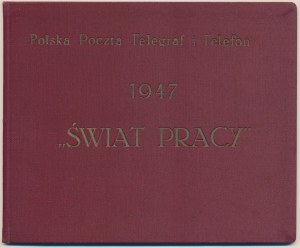 Polska Poczta Telegraf i Telefon
1947
„ŚWIAT PRACY"